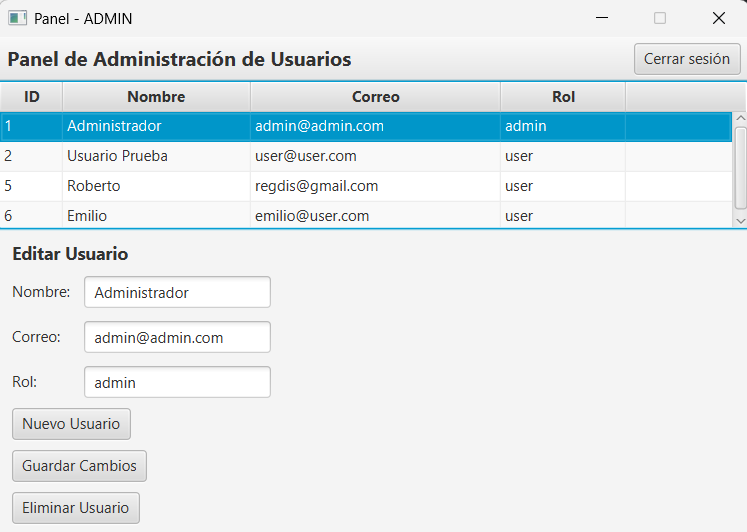 Panel - ADMIN
Panel de Administración de Usuarios Cerrar sesión
ID Nombre Correo Rol
1 Administrador admin@admin.com admin
2 Usuario Prueba user@user.com user
5 Roberto regdis@gmail.com user
6 Emilio emilio@user.com user
Editar Usuario
Nombre: Administrador
Correo: admin@admin.com
Rol: admin
Nuevo Usuario
Guardar Cambios
Eliminar Usuario